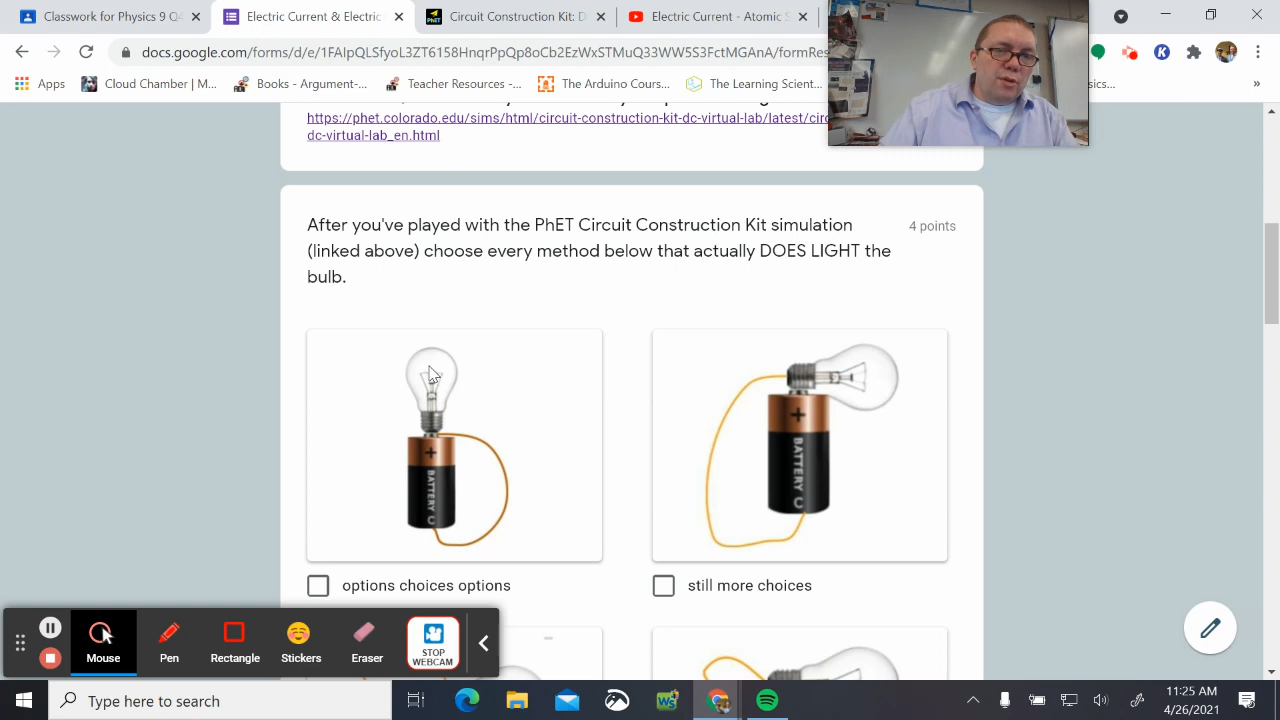 Classwork for Physics 9 C
Electric Current & Electric
Circuit Construction K
PhET
Electric Current - Atomic S
docs.google.com/forms/d/e/
formRes
K
Apps
Books - Argument-...
Teacher Resources -...
The Arduino Cours...
The Learning Scient...
»
https://phet.colorado.edu/sims/html/circuit-construction-kit-dc-virtual-lab/latest/circ
dc-virtual-lab_en.html
After you've played with the PhET Circuit Construction Kit simulation
4 points
(linked above) choose every method below that actually DOES LIGHT the
bulb.
+
BATTERY
+
BATTERY
options choices options
still more choices
Mouse
Pen
Rectangle
Stickers
Eraser
STOP
WEBCAM
Type here to search
11:25 AM
4/26/2021